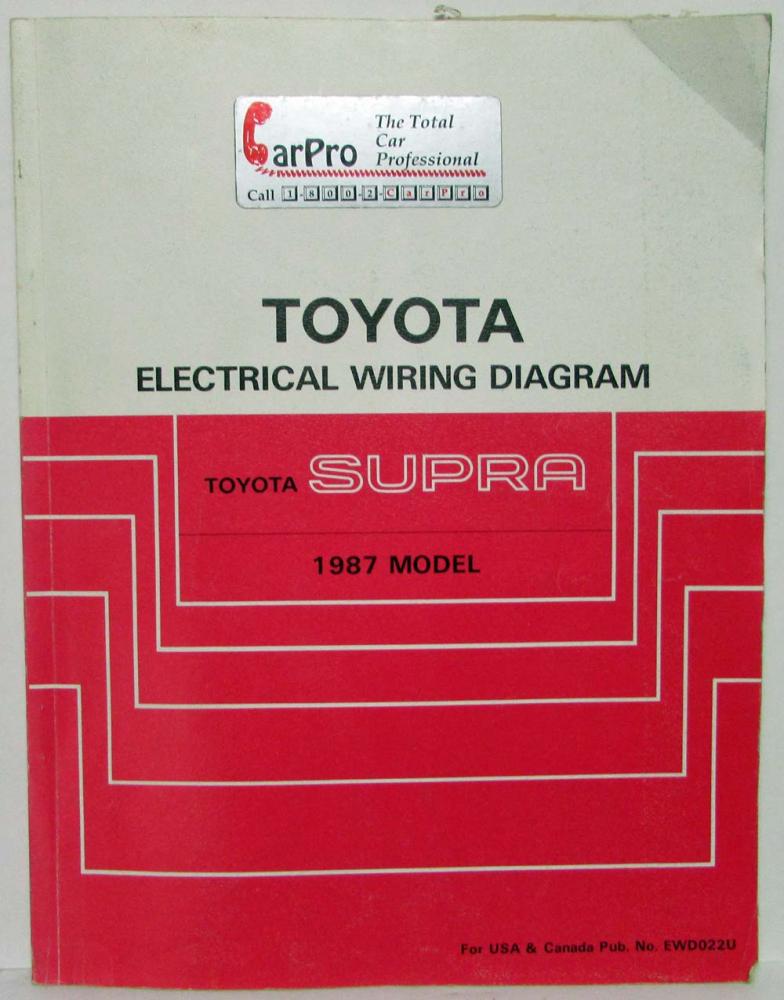 CarPro
The Total
Car
Professional
Call 1-800-2-CarPro
TOYOTA
ELECTRICAL WIRING DIAGRAM
TOYOTA SUPRA
1987 MODEL
For USA & Canada Pub. No. EWD022U